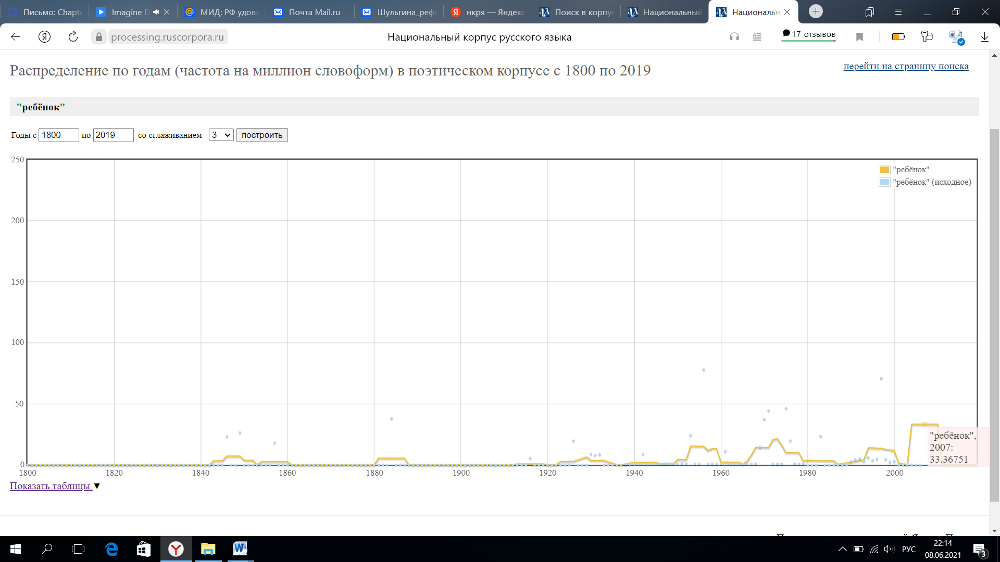 Письмо: Chapt
Imagine D
МИД: РФ удовл
Почта Mail.ru
Шульгина_реф
нкря — Яндекс
Поиск в корпу
Национальный
Националь
processing.ruscorpora.ru
Национальный корпус русского языка
17 отзывов
Распределение по годам (частота на миллион словоформ) в поэтическом корпусе с 1800 по 2019
перейти на страницу поиска
"ребёнок"
Годы с 1800 по 2019 со сглаживанием 3 построить
250
"ребёнок"
"ребёнок" (исходное)
200
150
100
50
"ребёнок",
2007:
33.36751
0
1800 1820 1840 1860 1880 1900 1920 1940 1960 1980 2000
Показать таблицы ▼
РУС
22:14
08.06.2021
3